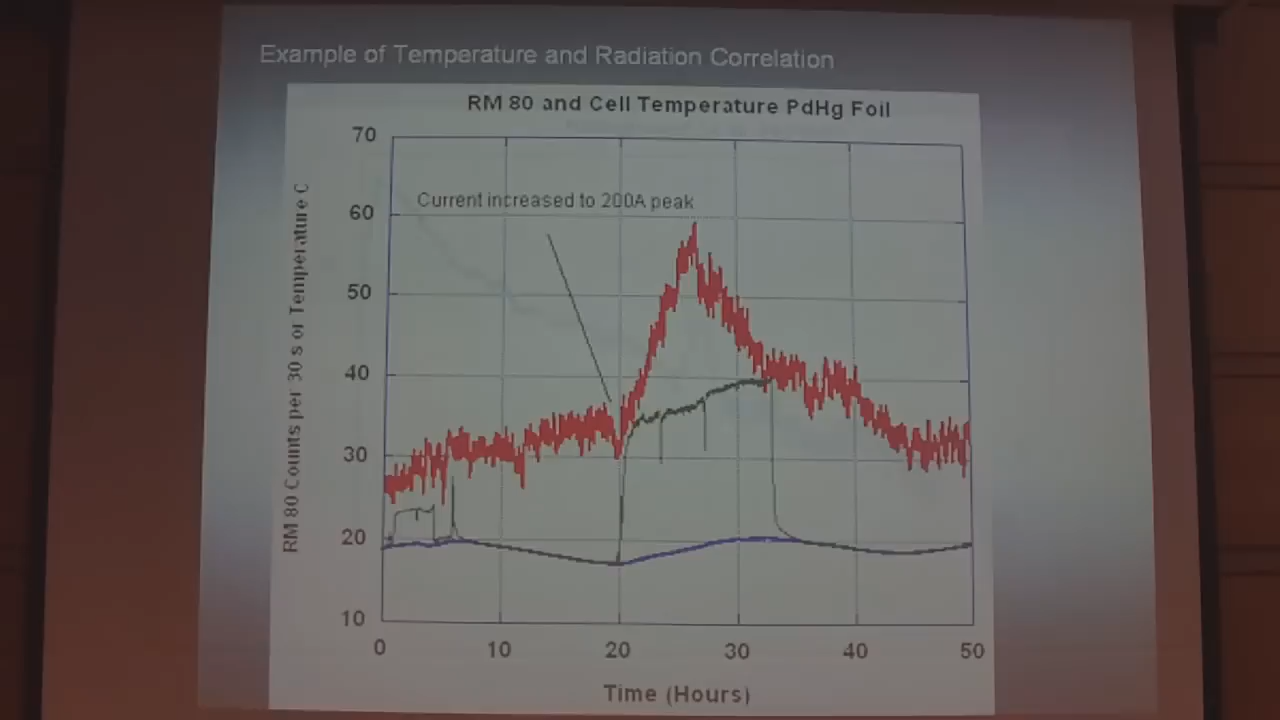 Example of Temperature and Radiation Correlation
RM 80 and Cell Temperature PdHg Foil
70
Current increased to 200A peak
60
50
40
30
20
10
RM 80 Counts per 30 s or Temperature C
0 10 20 30 40 50
Time (Hours)